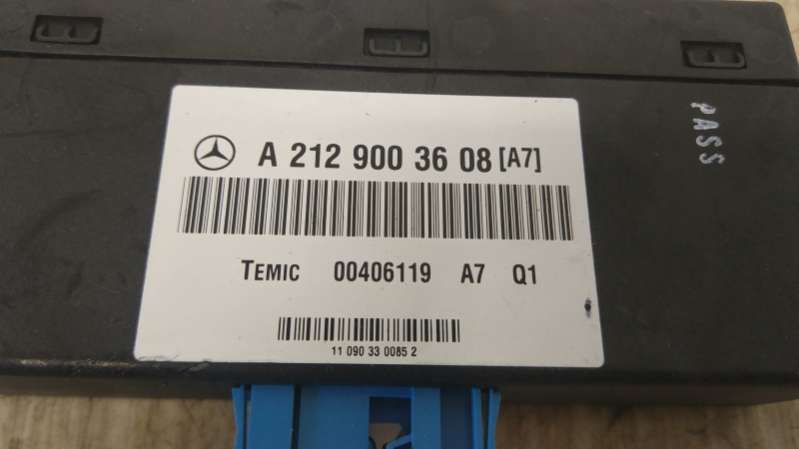 A 212 900 36 08 [A7]
TEMIC 00406119 A7 Q1
11 090 33 0085 2
PASS